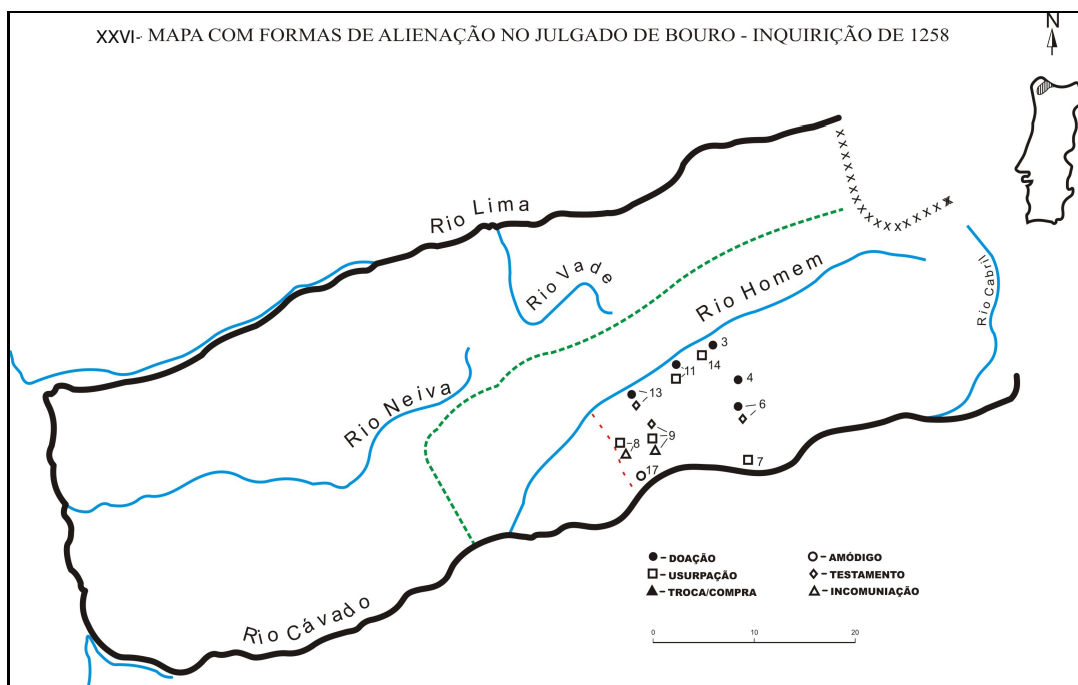 XXVI- MAPA COM FORMAS DE ALIENAÇÃO NO JULGADO DE BOURO - INQUIRIÇÃO DE 1258
N
Rio Lima
Rio Vade
Rio Homem
Rio Cabril
Rio Neiva
3
14
11
4
13
6
9
8
7
17
Rio Cávado
- DOAÇÃO
- USURPAÇÃO
- TROCA/COMPRA
- AMÓDIGO
- TESTAMENTO
- INCOMUNIAÇÃO
0 10 20